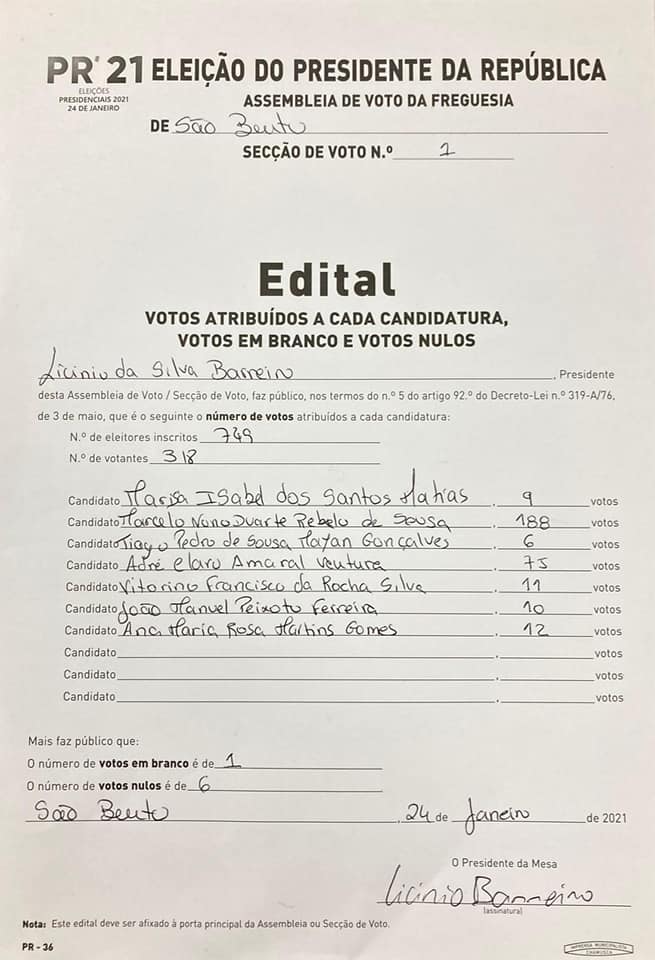 PR'21 ELEIÇÃO DO PRESIDENTE DA REPÚBLICA
ELEIÇÕES
PRESIDENCIAIS 2021
24 DE JANEIRO
ASSEMBLEIA DE VOTO DA FREGUESIA
DE São Bento
SECÇÃO DE VOTO N.º 1
Edital
VOTOS ATRIBUÍDOS A CADA CANDIDATURA,
VOTOS EM BRANCO E VOTOS NULOS
Licinio da Silva Barreiro, Presidente
desta Assembleia de Voto / Secção de Voto, faz público, nos termos do n.º 5 do artigo 92.º do Decreto-Lei n.º 319-A/76,
de 3 de maio, que é o seguinte o número de votos atribuídos a cada candidatura:
N.º de eleitores inscritos 749
N.º de votantes 318
Candidato Marisa Isabel dos Santos Matias, 9 votos
Candidato Marcelo Nuno Duarte Rebelo de Sousa, 188 votos
Candidato Tiago Pedro de Sousa Mayan Gonçalves, 6 votos
Candidato Adré Claro Amaral Ventura, 75 votos
Candidato Vitorino Francisco da Rocha Silva, 11 votos
Candidato João Manuel Peixoto Ferreira, 10 votos
Candidato Ana Maria Rosa Martins Gomes, 12 votos
Candidato , votos
Candidato , votos
Candidato , votos
Mais faz público que:
O número de votos em branco é de 1
O número de votos nulos é de 6
São Bento, 24 de Janeiro de 2021
O Presidente da Mesa
Licinio Barreiro
(assinatura)
Nota: Este edital deve ser afixado à porta principal da Assembleia ou Secção de Voto.
PR - 36
IMPRENSA MUNICIPALISTA
CHAMUSCA